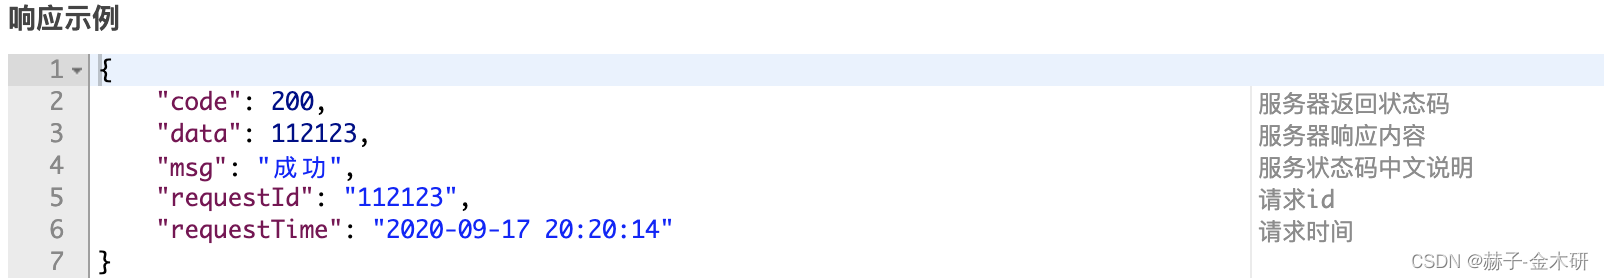 响应示例
1 {
2 "code": 200, 服务器返回状态码
3 "data": 112123, 服务器响应内容
4 "msg": "成功", 服务状态码中文说明
5 "requestId": "112123", 请求id
6 "requestTime": "2020-09-17 20:20:14" 请求时间
7 }
CSDN @赫子-金木研